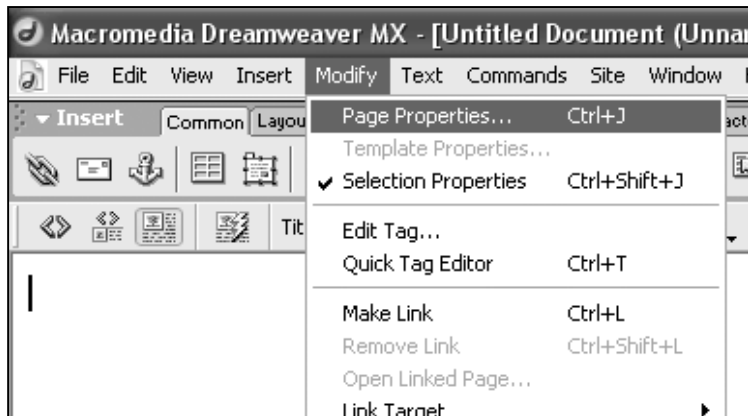 Macromedia Dreamweaver MX - [Untitled Document (Unnar
File Edit View Insert Modify Text Commands Site Window
Insert Common Layou
Page Properties... Ctrl+J
Template Properties...
Selection Properties Ctrl+Shift+J
Edit Tag...
Tit
Quick Tag Editor Ctrl+T
Make Link Ctrl+L
Remove Link Ctrl+Shift+L
Open Linked Page...
Link Target